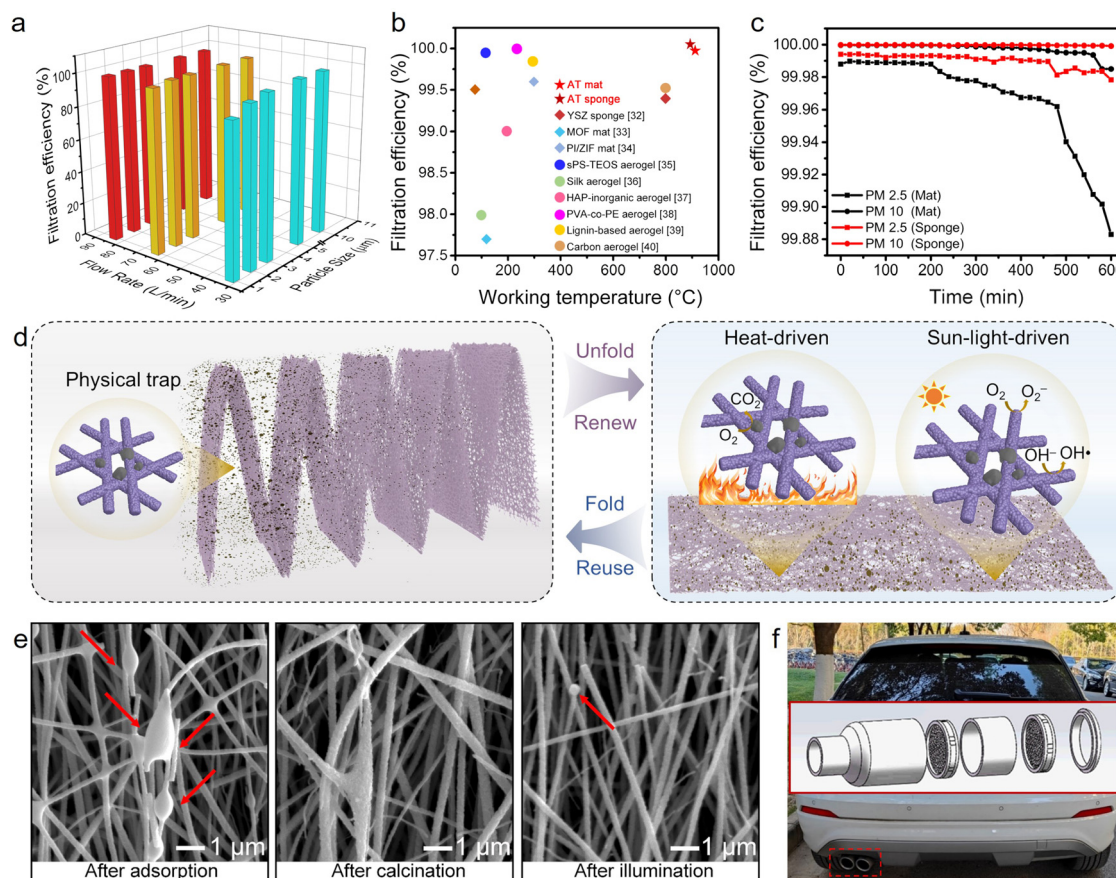 a
Filtration efficiency (%)
100
80
60
40
20
0
90
80
70
60
50
40
30
Flow Rate (L/min)
1
2
3
4
5
10
11
Particle Size (μm)
b
Filtration efficiency (%)
100.0
99.5
99.0
98.5
98.0
97.5
0
200
400
600
800
1000
Working temperature (°C)
AT mat
AT sponge
YSZ sponge [32]
MOF mat [33]
PI/ZIF mat [34]
sPS-TEOS aerogel [35]
Silk aerogel [36]
HAP-inorganic aerogel [37]
PVA-co-PE aerogel [38]
Lignin-based aerogel [39]
Carbon aerogel [40]
c
Filtration efficiency (%)
100.00
99.98
99.96
99.94
99.92
99.90
99.88
0
100
200
300
400
500
600
Time (min)
PM 2.5 (Mat)
PM 10 (Mat)
PM 2.5 (Sponge)
PM 10 (Sponge)
d
Physical trap
Unfold
Renew
Fold
Reuse
Heat-driven
CO₂
O₂
Sun-light-driven
O₂ O₂⁻
OH⁻ OH•
e
1 μm
After adsorption
1 μm
After calcination
1 μm
After illumination
f